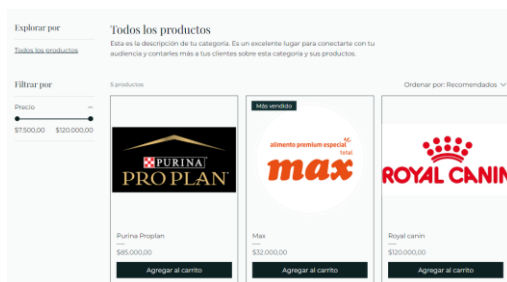 Explorar por
Todos los productos
Filtrar por
Precio
$7.500,00 $120.000,00
Todos los productos
Esta es la descripción de tu categoría. Es un excelente lugar para conectarte con tu
audiencia y contarles más a tus clientes sobre esta categoría y sus productos.
5 productos
Ordenar por: Recomendados
PURINA
PRO PLAN
Purina Proplan
$85.000,00
Agregar al carrito
Más vendido
alimento premium especial
total
max
Max
$32.000,00
Agregar al carrito
ROYAL CANIN
Royal canin
$120.000,00
Agregar al carrito